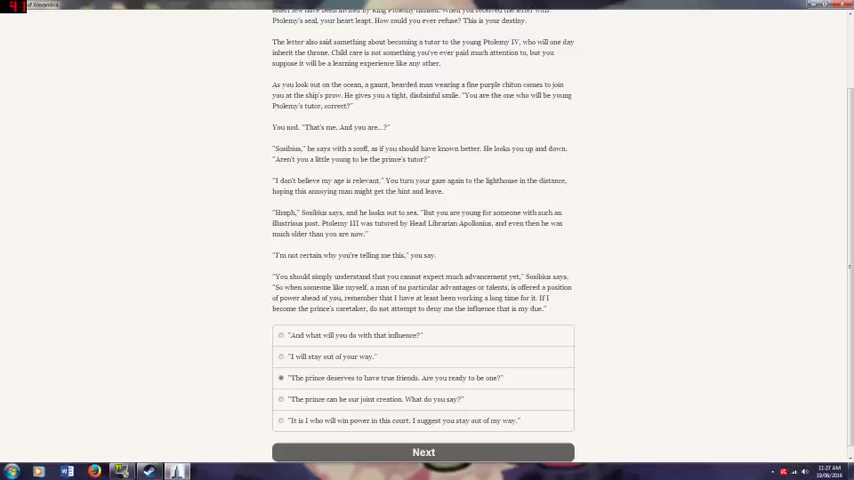 41
of Alexandria
select few have been invited by King Ptolemy himself. When you received the letter with
Ptolemy's seal, your heart leapt. How could you ever refuse? This is your destiny.
The letter also said something about becoming a tutor to the young Ptolemy IV, who will one day
inherit the throne. Child care is not something you've ever paid much attention to, but you
suppose it will be a learning experience like any other.
As you look out on the ocean, a gaunt, bearded man wearing a fine purple chiton comes to join
you at the ship's prow. He gives you a tight, disdainful smile. "You are the one who will be young
Ptolemy's tutor, correct?"
You nod. "That's me. And you are...?"
"Sosibius," he says with a scoff, as if you should have known better. He looks you up and down.
"Aren't you a little young to be the prince's tutor?"
"I don't believe my age is relevant." You turn your gaze again to the lighthouse in the distance,
hoping this annoying man might get the hint and leave.
"Hmph," Sosibius says, and he looks out to sea. "But you are young for someone with such an
illustrious post. Ptolemy III was tutored by Head Librarian Apollonius, and even then he was
much older than you are now."
"I'm not certain why you're telling me this," you say.
"You should simply understand that you cannot expect much advancement yet," Sosibius says.
"So when someone like myself, a man of no particular advantages or talents, is offered a position
of power ahead of you, remember that I have at least been working a long time for it. If I
become the prince's caretaker, do not attempt to deny me the influence that is my due."
"And what will you do with that influence?"
"I will stay out of your way."
"The prince deserves to have true friends. Are you ready to be one?"
"The prince can be our joint creation. What do you say?"
"It is I who will win power in this court. I suggest you stay out of my way."
Next
11:27 AM
19/06/2016